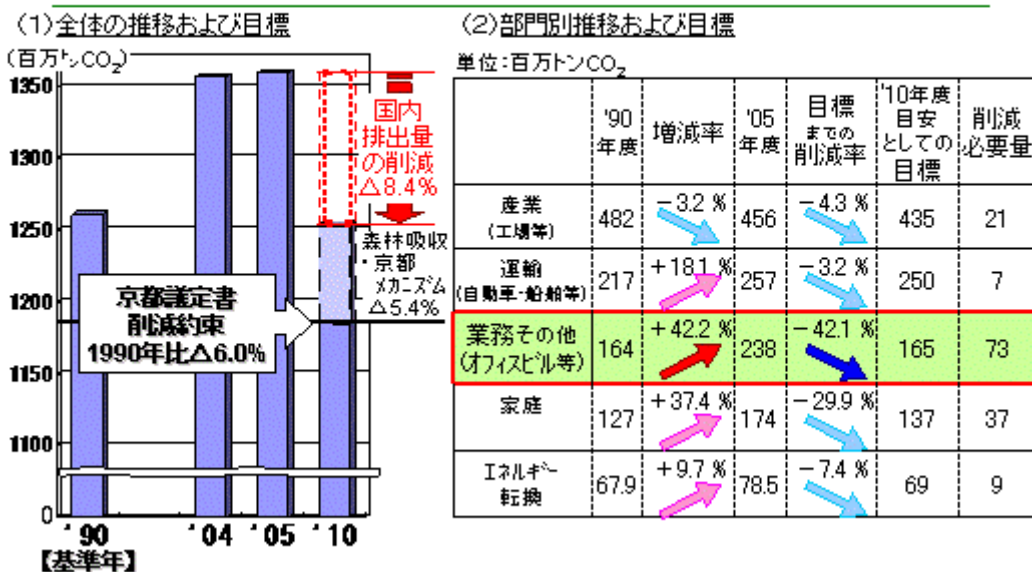 (1)全体の推移および目標
(百万トンCO2)
1350
1300
1250
1200
1150
1100
0
'90
'04
'05
'10
【基準年】
国内
排出量
の削減
△8.4%
森林吸収
・京都
メカニズム
△5.4%
京都議定書
削減約束
1990年比△6.0%
(2)部門別推移および目標
単位:百万トンCO2
'90
年度
増減率
'05
年度
目標
までの
削減率
'10年度
目安
としての
目標
削減
必要量
産業
(工場等)
482
−3.2 %
456
−4.3 %
435
21
運輸
(自動車・船舶等)
217
+18.1 %
257
−3.2 %
250
7
業務その他
(オフィスビル等)
164
+42.2 %
238
−42.1 %
165
73
家庭
127
+37.4 %
174
−29.9 %
137
37
エネルギー
転換
67.9
+9.7 %
78.5
−7.4 %
69
9